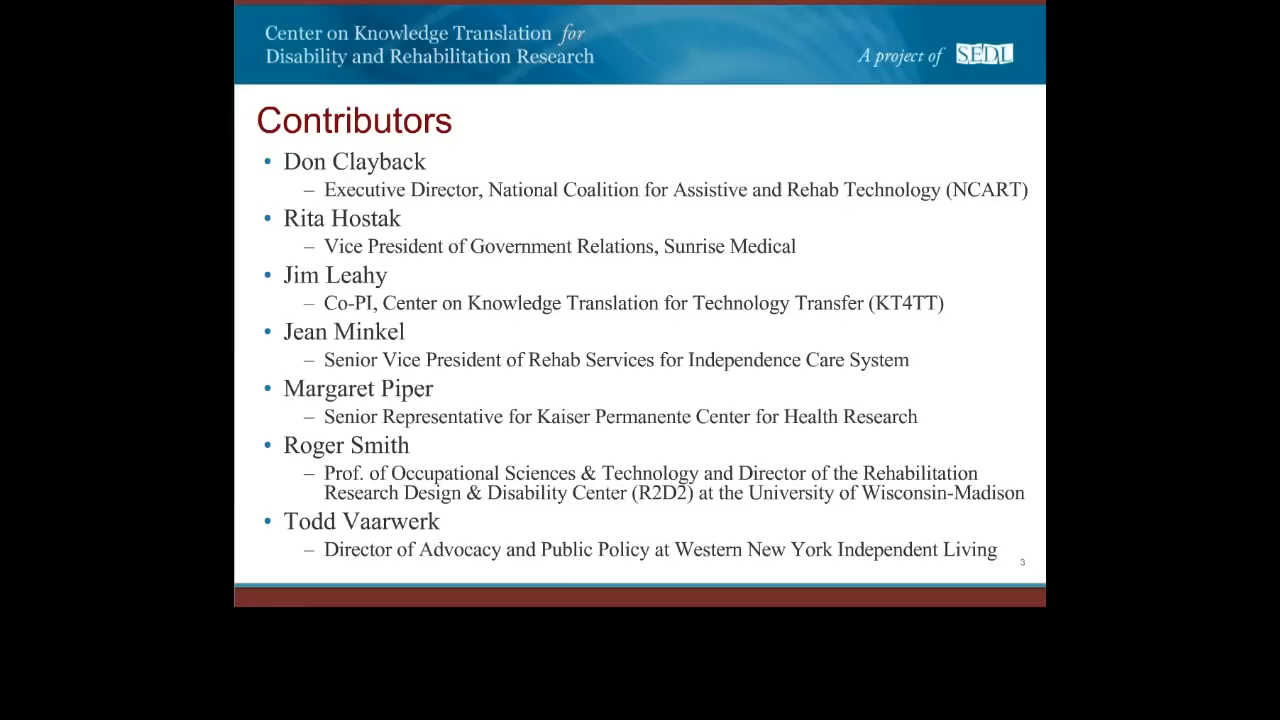 Center on Knowledge Translation for
Disability and Rehabilitation Research
A project of SEDL
Contributors
• Don Clayback
– Executive Director, National Coalition for Assistive and Rehab Technology (NCART)
• Rita Hostak
– Vice President of Government Relations, Sunrise Medical
• Jim Leahy
– Co-PI, Center on Knowledge Translation for Technology Transfer (KT4TT)
• Jean Minkel
– Senior Vice President of Rehab Services for Independence Care System
• Margaret Piper
– Senior Representative for Kaiser Permanente Center for Health Research
• Roger Smith
– Prof. of Occupational Sciences & Technology and Director of the Rehabilitation
Research Design & Disability Center (R2D2) at the University of Wisconsin-Madison
• Todd Vaarwerk
– Director of Advocacy and Public Policy at Western New York Independent Living
3